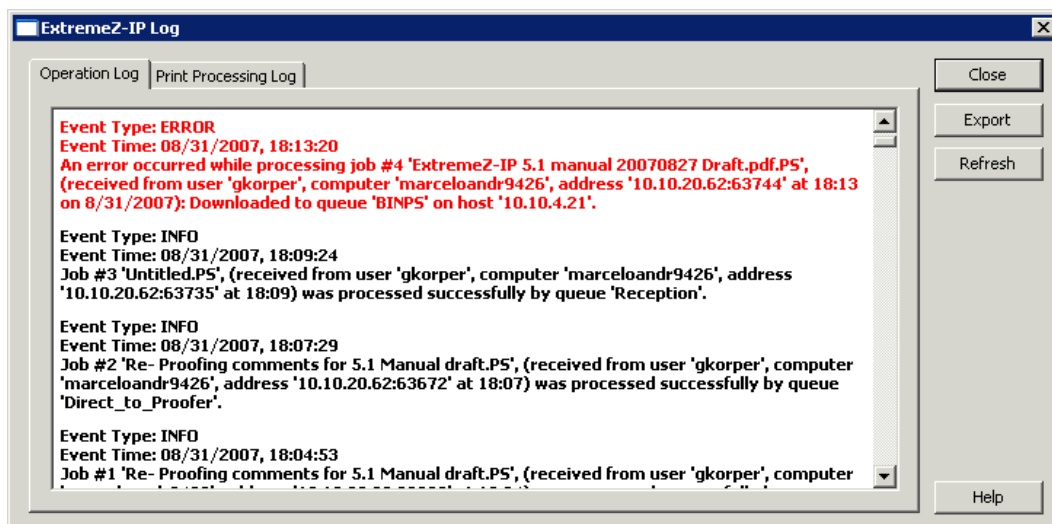 ExtremeZ-IP Log
Operation Log
Print Processing Log
Close
Export
Refresh
Event Type: ERROR
Event Time: 08/31/2007, 18:13:20
An error occurred while processing job #4 'ExtremeZ-IP 5.1 manual 20070827 Draft.pdf.PS',
(received from user 'gkorper', computer 'marceloandr9426', address '10.10.20.62:63744' at 18:13
on 8/31/2007): Downloaded to queue 'BINPS' on host '10.10.4.21'.
Event Type: INFO
Event Time: 08/31/2007, 18:09:24
Job #3 'Untitled.PS', (received from user 'gkorper', computer 'marceloandr9426', address
'10.10.20.62:63735' at 18:09) was processed successfully by queue 'Reception'.
Event Type: INFO
Event Time: 08/31/2007, 18:07:29
Job #2 'Re- Proofing comments for 5.1 Manual draft.PS', (received from user 'gkorper', computer
'marceloandr9426', address '10.10.20.62:63672' at 18:07) was processed successfully by queue
'Direct_to_Proofer'.
Event Type: INFO
Event Time: 08/31/2007, 18:04:53
Job #1 'Re- Proofing comments for 5.1 Manual draft.PS', (received from user 'gkorper', computer
Help